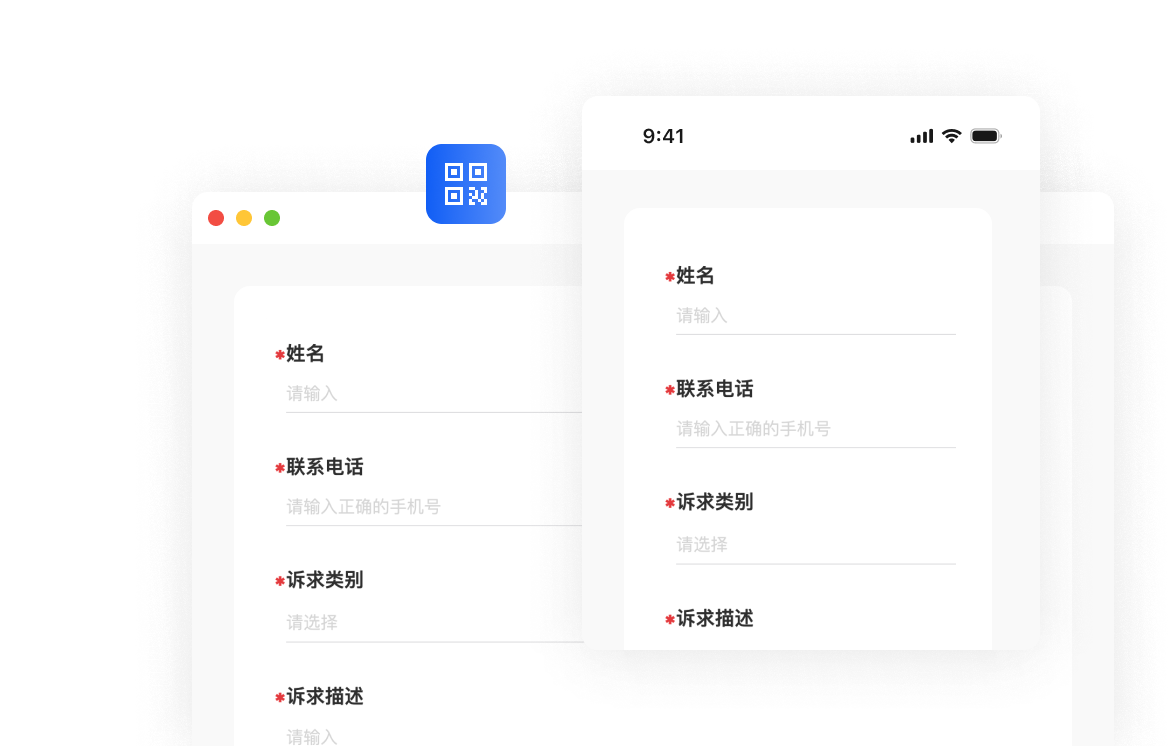 9:41
*姓名
请输入
*联系电话
请输入正确的手机号
*诉求类别
请选择
*诉求描述
*姓名
请输入
*联系电话
请输入正确的手机号
*诉求类别
请选择
*诉求描述
请输入